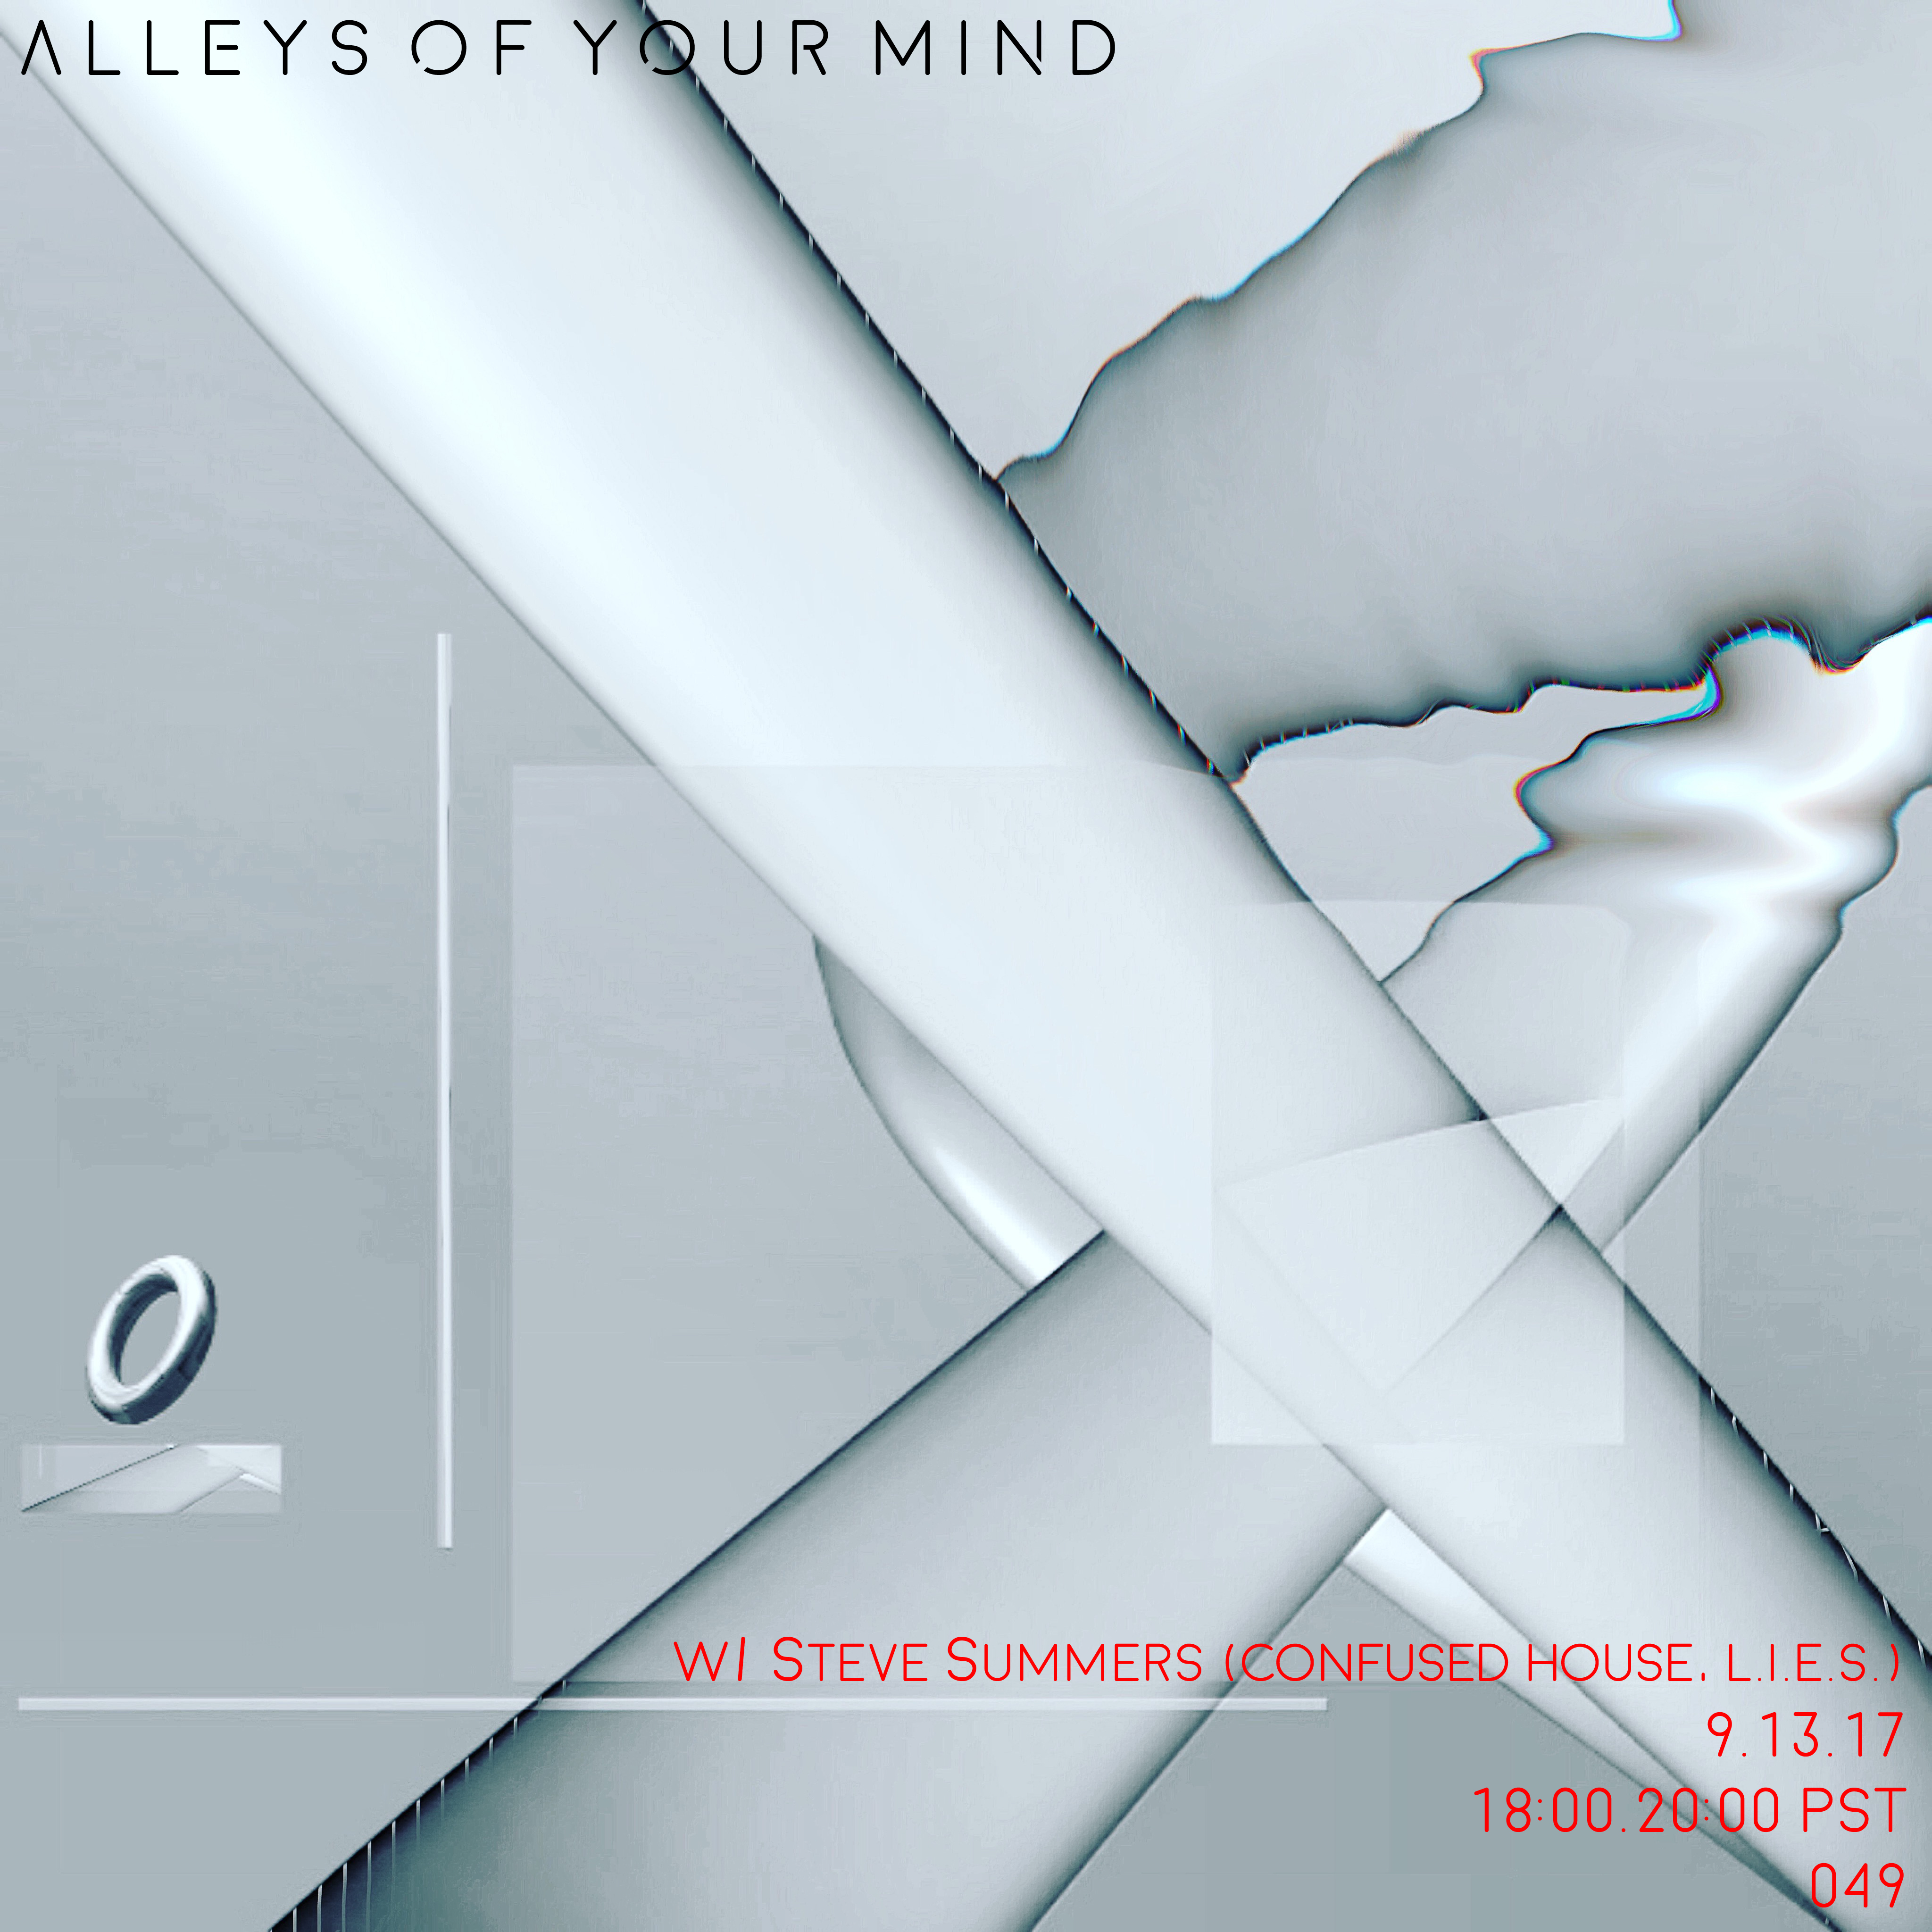 ALLEYS OF YOUR MIND
W/ STEVE SUMMERS (CONFUSED HOUSE, L.I.E.S.)
9.13.17
18:00.20:00 PST
049